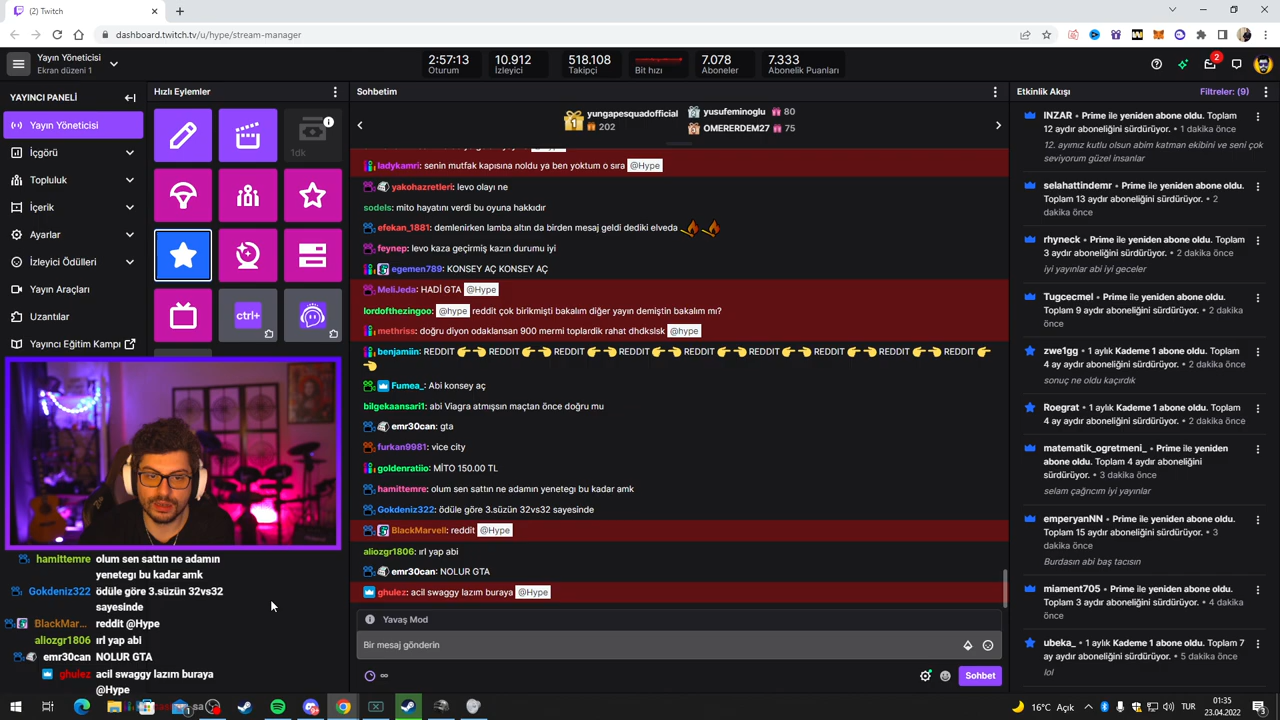 (2) Twitch
dashboard.twitch.tv/u/hype/stream-manager
Yayın Yöneticisi
Ekran düzeni 1
2:57:13
Oturum
10.912
İzleyici
518.108
Takipçi
Bit hızı
7.078
Aboneler
7.333
Abonelik Puanları
2
YAYINCI PANELİ
Yayın Yöneticisi
İçgörü
Topluluk
İçerik
Ayarlar
İzleyici Ödülleri
Yayın Araçları
Uzantılar
Yayıncı Eğitim Kampı
Hızlı Eylemler
1dk
ctrl+
hamittemre olum sen sattın ne adamın
yenetegı bu kadar amk
Gokdeniz322 ödüle göre 3.süzün 32vs32
sayesinde
BlackMar... reddit @Hype
aliozgr1806 ırl yap abi
emr30can NOLUR GTA
ghulez acil swaggy lazım buraya
@Hype
Sohbetim
1 yungapesquadofficial
202
2 yusufeminoglu 80
3 OMERERDEM27 75
ladykamri: senin mutfak kapısına noldu ya ben yoktum o sıra @Hype
yakohazretleri: levo olayı ne
sodels: mito hayatını verdi bu oyuna hakkıdır
efekan_1881: demlenirken lamba altın da birden mesaj geldi dediki elveda
feynep: levo kaza geçirmiş kazın durumu iyi
egemen789: KONSEY AÇ KONSEY AÇ
MeliJeda: HADİ GTA @Hype
lordofthezingoo: @hype reddit çok birikmişti bakalım diğer yayın demiştin bakalım mı?
methriss: doğru diyon odaklansan 900 mermi toplardik rahat dhdkslsk @hype
benjamiin: REDDIT 👉👈 REDDIT 👉👈 REDDIT 👉👈 REDDIT 👉👈 REDDIT 👉👈 REDDIT 👉👈 REDDIT 👉👈 REDDIT 👉👈 REDDIT 👉
👈
Fumea_: Abi konsey aç
bilgekaansari1: abi Viagra atmışsın maçtan önce doğru mu
emr30can: gta
furkan9981: vice city
goldenratiio: MİTO 150.00 TL
hamittemre: olum sen sattın ne adamın yenetegı bu kadar amk
Gokdeniz322: ödüle göre 3.süzün 32vs32 sayesinde
BlackMarvell: reddit @Hype
aliozgr1806: ırl yap abi
emr30can: NOLUR GTA
ghulez: acil swaggy lazım buraya @Hype
Yavaş Mod
Bir mesaj gönderin
Sohbet
Etkinlik Akışı
Filtreler: (9)
INZAR • Prime ile yeniden abone oldu. Toplam
12 aydır aboneliğini sürdürüyor. • 1 dakika önce
12. ayımız kutlu olsun abim katman ekibini ve seni çok
seviyorum güzel insanlar
selahattindemr • Prime ile yeniden abone oldu.
Toplam 13 aydır aboneliğini sürdürüyor. • 2
dakika önce
rhyneck • Prime ile yeniden abone oldu. Toplam
3 aydır aboneliğini sürdürüyor. • 2 dakika önce
iyi yayınlar abi iyi geceler
Tugcecmel • Prime ile yeniden abone oldu.
Toplam 9 aydır aboneliğini sürdürüyor. • 2 dakika
önce
zwe1gg • 1 aylık Kademe 1 abone oldu. Toplam
4 ay aydır aboneliğini sürdürüyor. • 2 dakika önce
sonuç ne oldu kaçırdık
Roegrat • 1 aylık Kademe 1 abone oldu. Toplam
4 ay aydır aboneliğini sürdürüyor. • 2 dakika önce
matematik_ogretmeni_ • Prime ile yeniden
abone oldu. Toplam 4 aydır aboneliğini
sürdürüyor. • 3 dakika önce
selam çağrıcım iyi yayınlar
emperyanNN • Prime ile yeniden abone oldu.
Toplam 15 aydır aboneliğini sürdürüyor. • 3
dakika önce
Burdasın abi baş tacısın
miament705 • Prime ile yeniden abone oldu.
Toplam 3 aydır aboneliğini sürdürüyor. • 4 dakika
önce
ubeka_ • 1 aylık Kademe 1 abone oldu. Toplam 7
ay aydır aboneliğini sürdürüyor. • 5 dakika önce
lol
16°C Açık
TUR
01:35
23.04.2022
3